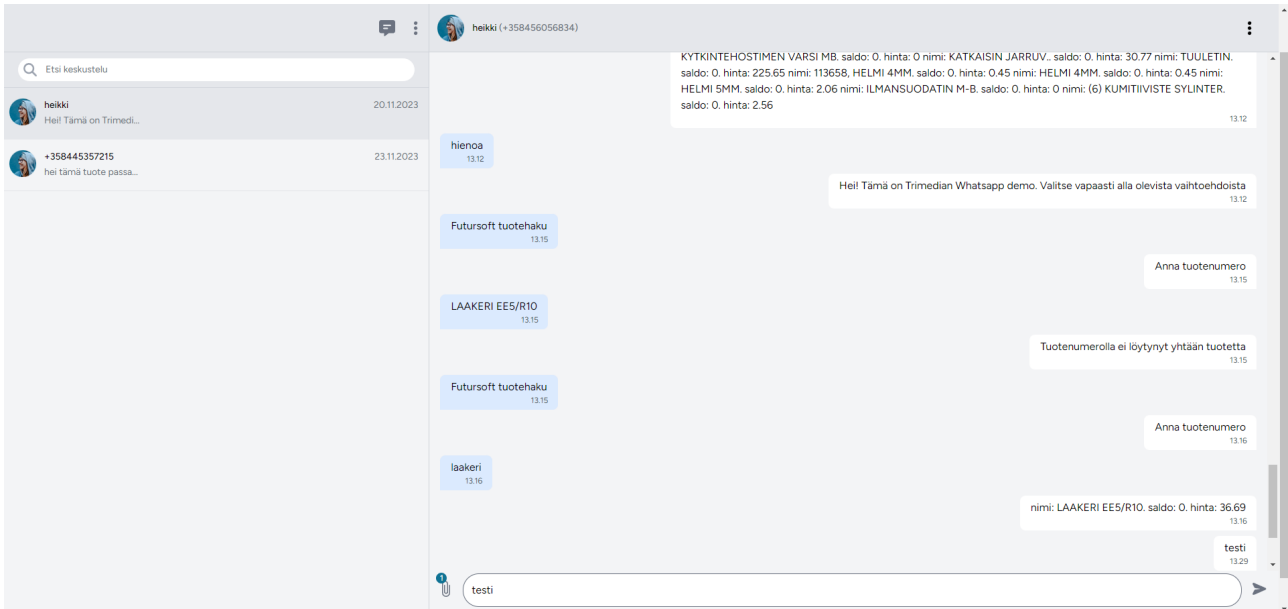 heikki (+358456056834)
Etsi keskustelu
heikki
20.11.2023
Hei! Tämä on Trimedi...
+358445357215
23.11.2023
hei tämä tuote passa...
KYTKINTEHOSTIMEN VARSI MB. saldo: 0. hinta: 0 nimi: KATKAISIN JARRUV.. saldo: 0. hinta: 30.77 nimi: TUULETIN.
saldo: 0. hinta: 225.65 nimi: 113658, HELMI 4MM. saldo: 0. hinta: 0.45 nimi: HELMI 4MM. saldo: 0. hinta: 0.45 nimi:
HELMI 5MM. saldo: 0. hinta: 2.06 nimi: ILMANSUODATIN M-B. saldo: 0. hinta: 0 nimi: (6) KUMITIIVISTE SYLINTER.
saldo: 0. hinta: 2.56
13.12
hienoa
13.12
Hei! Tämä on Trimedian Whatsapp demo. Valitse vapaasti alla olevista vaihtoehdoista
13.12
Futursoft tuotehaku
13.15
Anna tuotenumero
13.15
LAAKERI EE5/R10
13.15
Tuotenumerolla ei löytynyt yhtään tuotetta
13.15
Futursoft tuotehaku
13.15
Anna tuotenumero
13.16
laakeri
13.16
nimi: LAAKERI EE5/R10. saldo: 0. hinta: 36.69
13.16
testi
13.29
1
testi